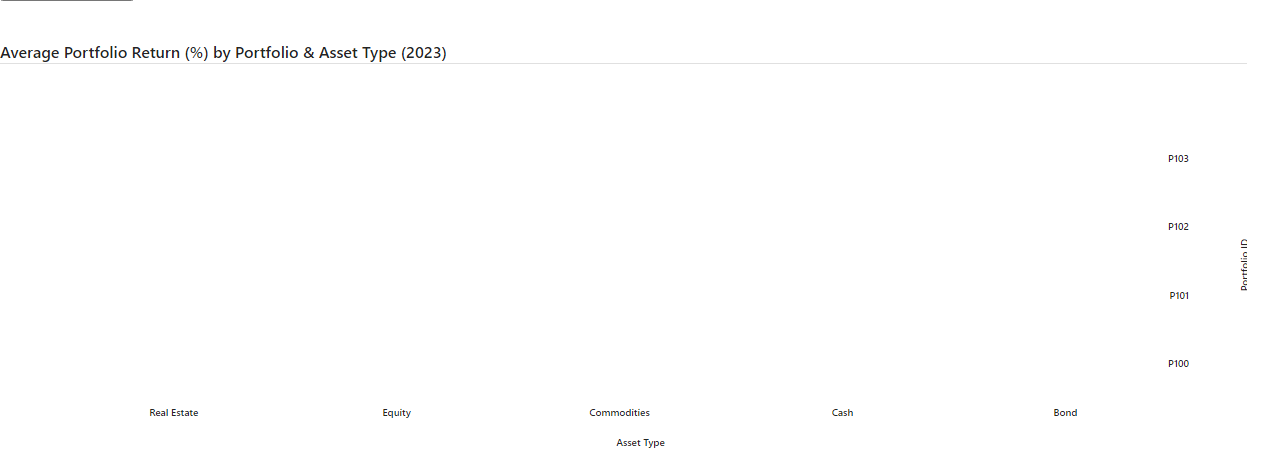 Average Portfolio Return (%) by Portfolio & Asset Type (2023)
P103
P102
Portfolio ID
P101
P100
Real Estate Equity Commodities Cash Bond
Asset Type